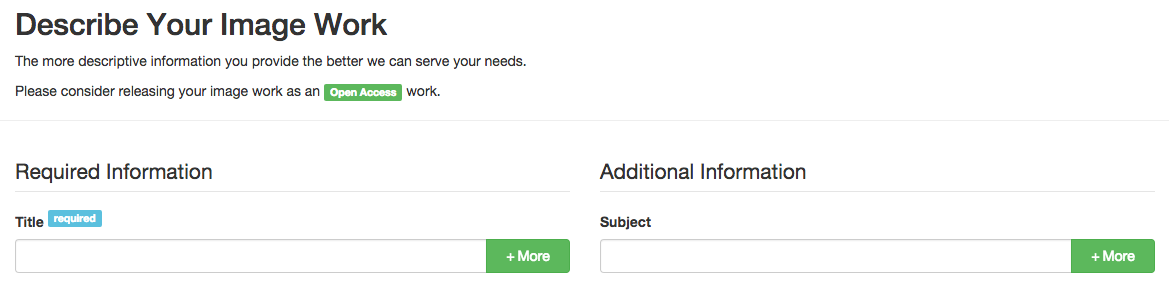 Describe Your Image Work
The more descriptive information you provide the better we can serve your needs.
Please consider releasing your image work as an Open Access work.
Required Information
Title required
+ More
Additional Information
Subject
+ More